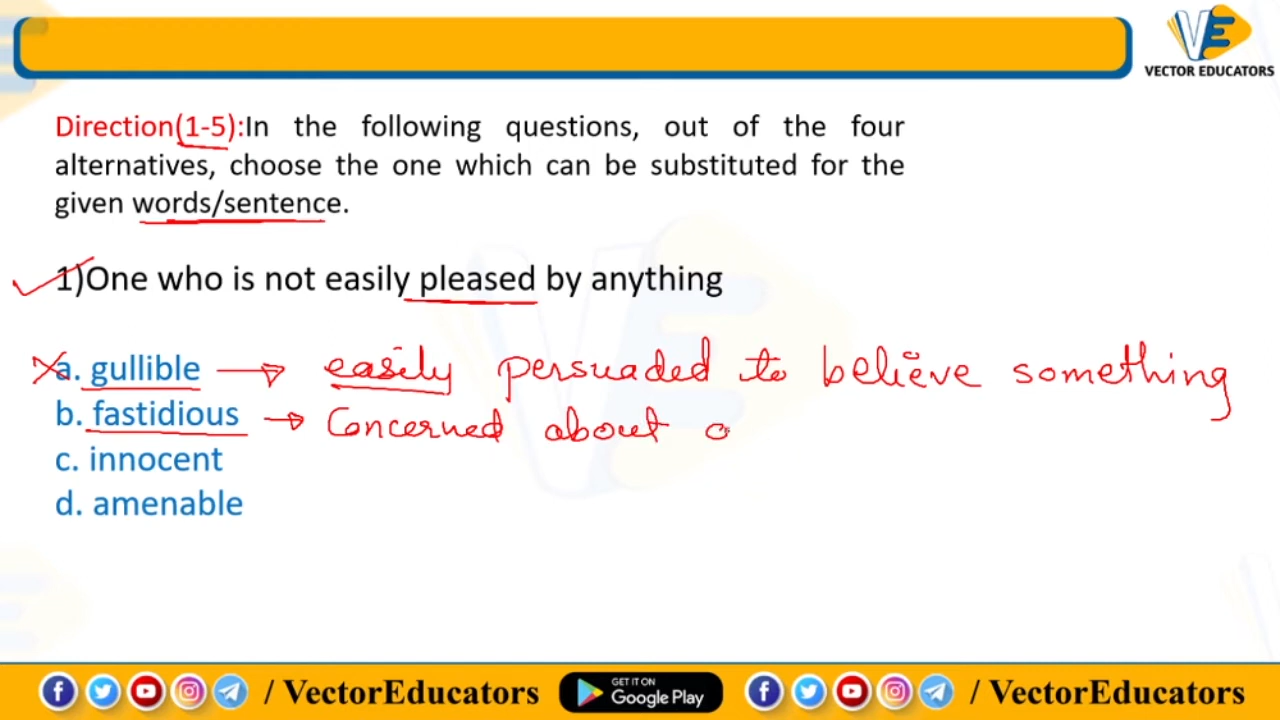 VECTOR EDUCATORS
Direction(1-5):In the following questions, out of the four
alternatives, choose the one which can be substituted for the
given words/sentence.
1)One who is not easily pleased by anything
a. gullible → easily persuaded to believe something
b. fastidious → Concerned about
c. innocent
d. amenable
/ VectorEducators GET IT ON Google Play / VectorEducators